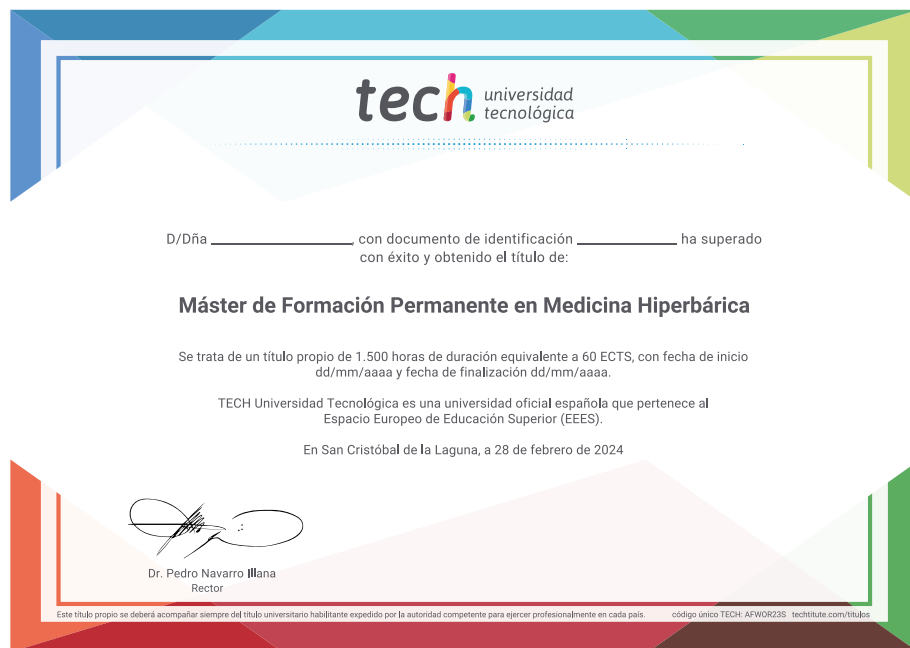 tech universidad
tecnológica
D/Dña ________________, con documento de identificación ____________ ha superado
con éxito y obtenido el título de:
Máster de Formación Permanente en Medicina Hiperbárica
Se trata de un título propio de 1.500 horas de duración equivalente a 60 ECTS, con fecha de inicio
dd/mm/aaaa y fecha de finalización dd/mm/aaaa.
TECH Universidad Tecnológica es una universidad oficial española que pertenece al
Espacio Europeo de Educación Superior (EEES).
En San Cristóbal de la Laguna, a 28 de febrero de 2024
Dr. Pedro Navarro Illana
Rector
Este título propio se deberá acompañar siempre del título universitario habilitante expedido por la autoridad competente para ejercer profesionalmente en cada país. código único TECH: AFWOR23S techtitute.com/titulos